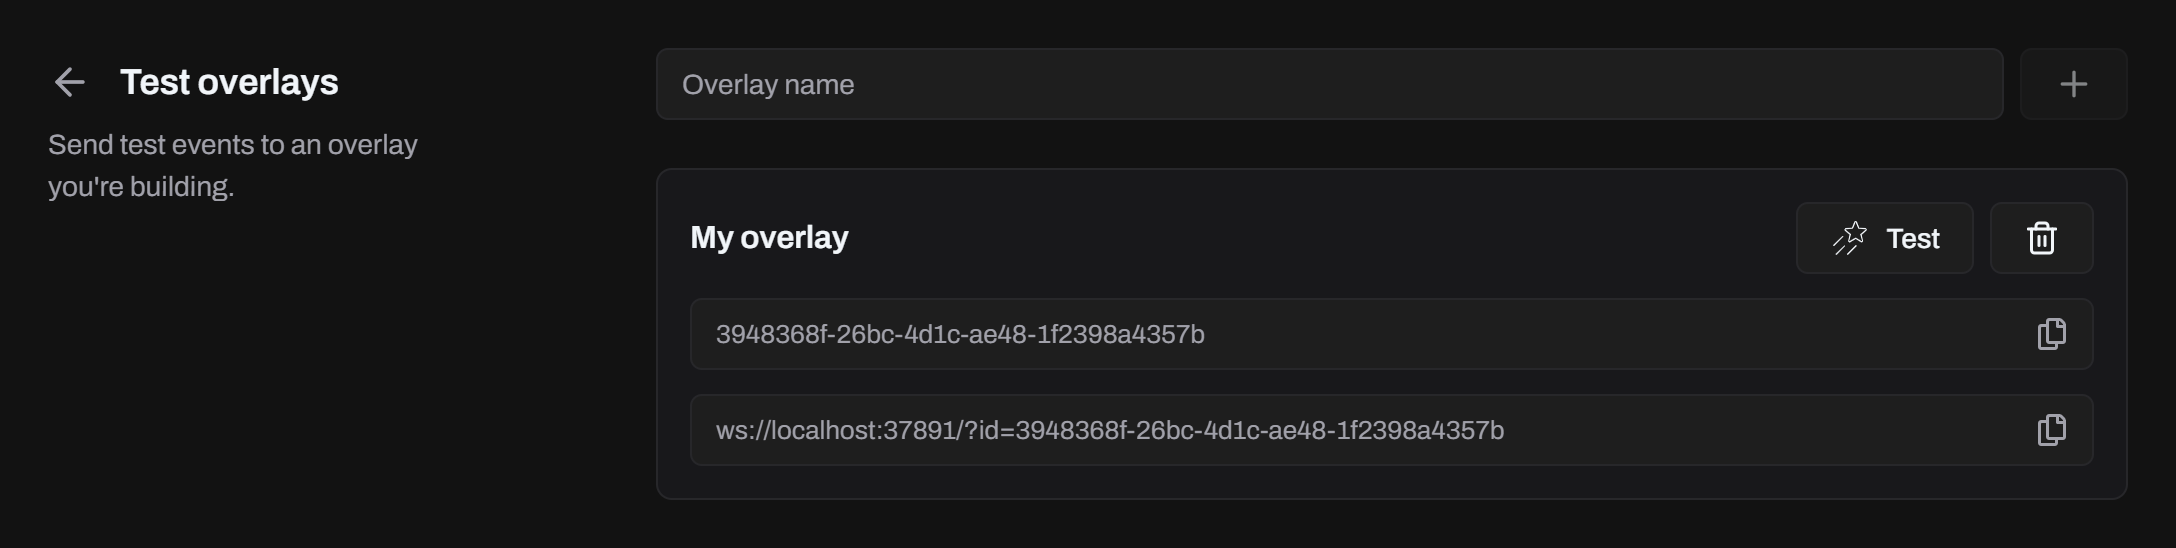 Test overlays
Send test events to an overlay
you're building.
Overlay name
My overlay
Test
3948368f-26bc-4d1c-ae48-1f2398a4357b
ws://localhost:37891/?id=3948368f-26bc-4d1c-ae48-1f2398a4357b